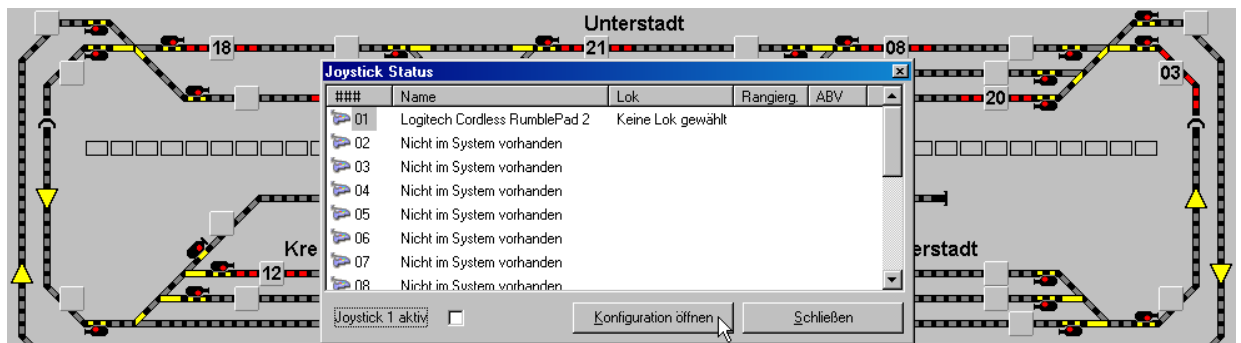 Unterstadt
18
21
08
03
20
Joystick Status
### Name Lok Rangierg. ABV
01 Logitech Cordless RumblePad 2 Keine Lok gewählt
02 Nicht im System vorhanden
03 Nicht im System vorhanden
04 Nicht im System vorhanden
05 Nicht im System vorhanden
06 Nicht im System vorhanden
07 Nicht im System vorhanden
08 Nicht im System vorhanden
Kre
erstadt
12
Joystick 1 aktiv
Konfiguration öffnen
Schließen